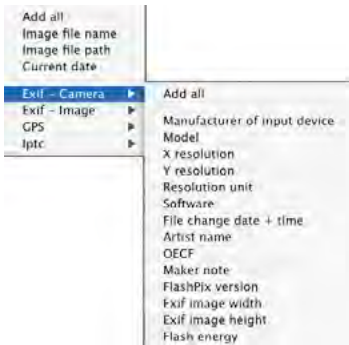 Add all
Image file name
Image file path
Current date
Exif - Camera
Exif - Image
GPS
Iptc
Add all
Manufacturer of input device
Model
X resolution
Y resolution
Resolution unit
Software
File change date + time
Artist name
OECF
Maker note
FlashPix version
Exif image width
Exif image height
Flash energy